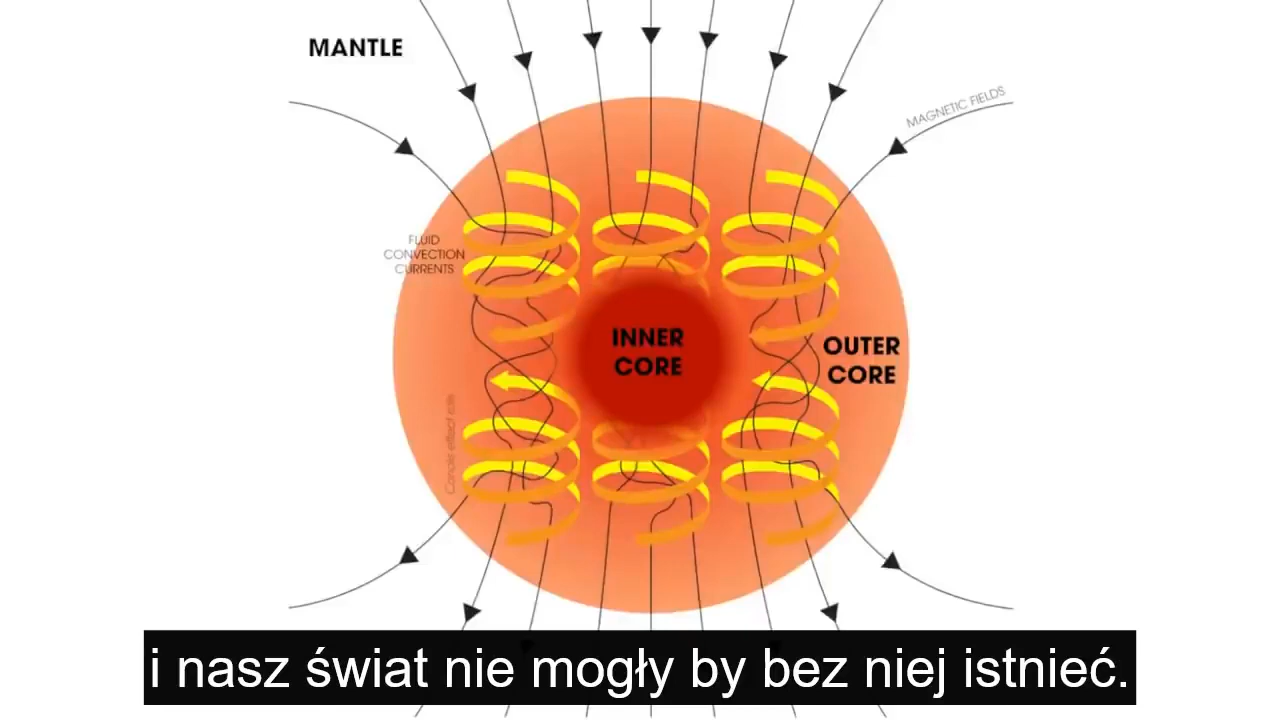 MANTLE
MAGNETIC FIELDS
FLUID
CONVECTION
CURRENTS
INNER
CORE
OUTER
CORE
i nasz świat nie mogły by bez niej istnieć.